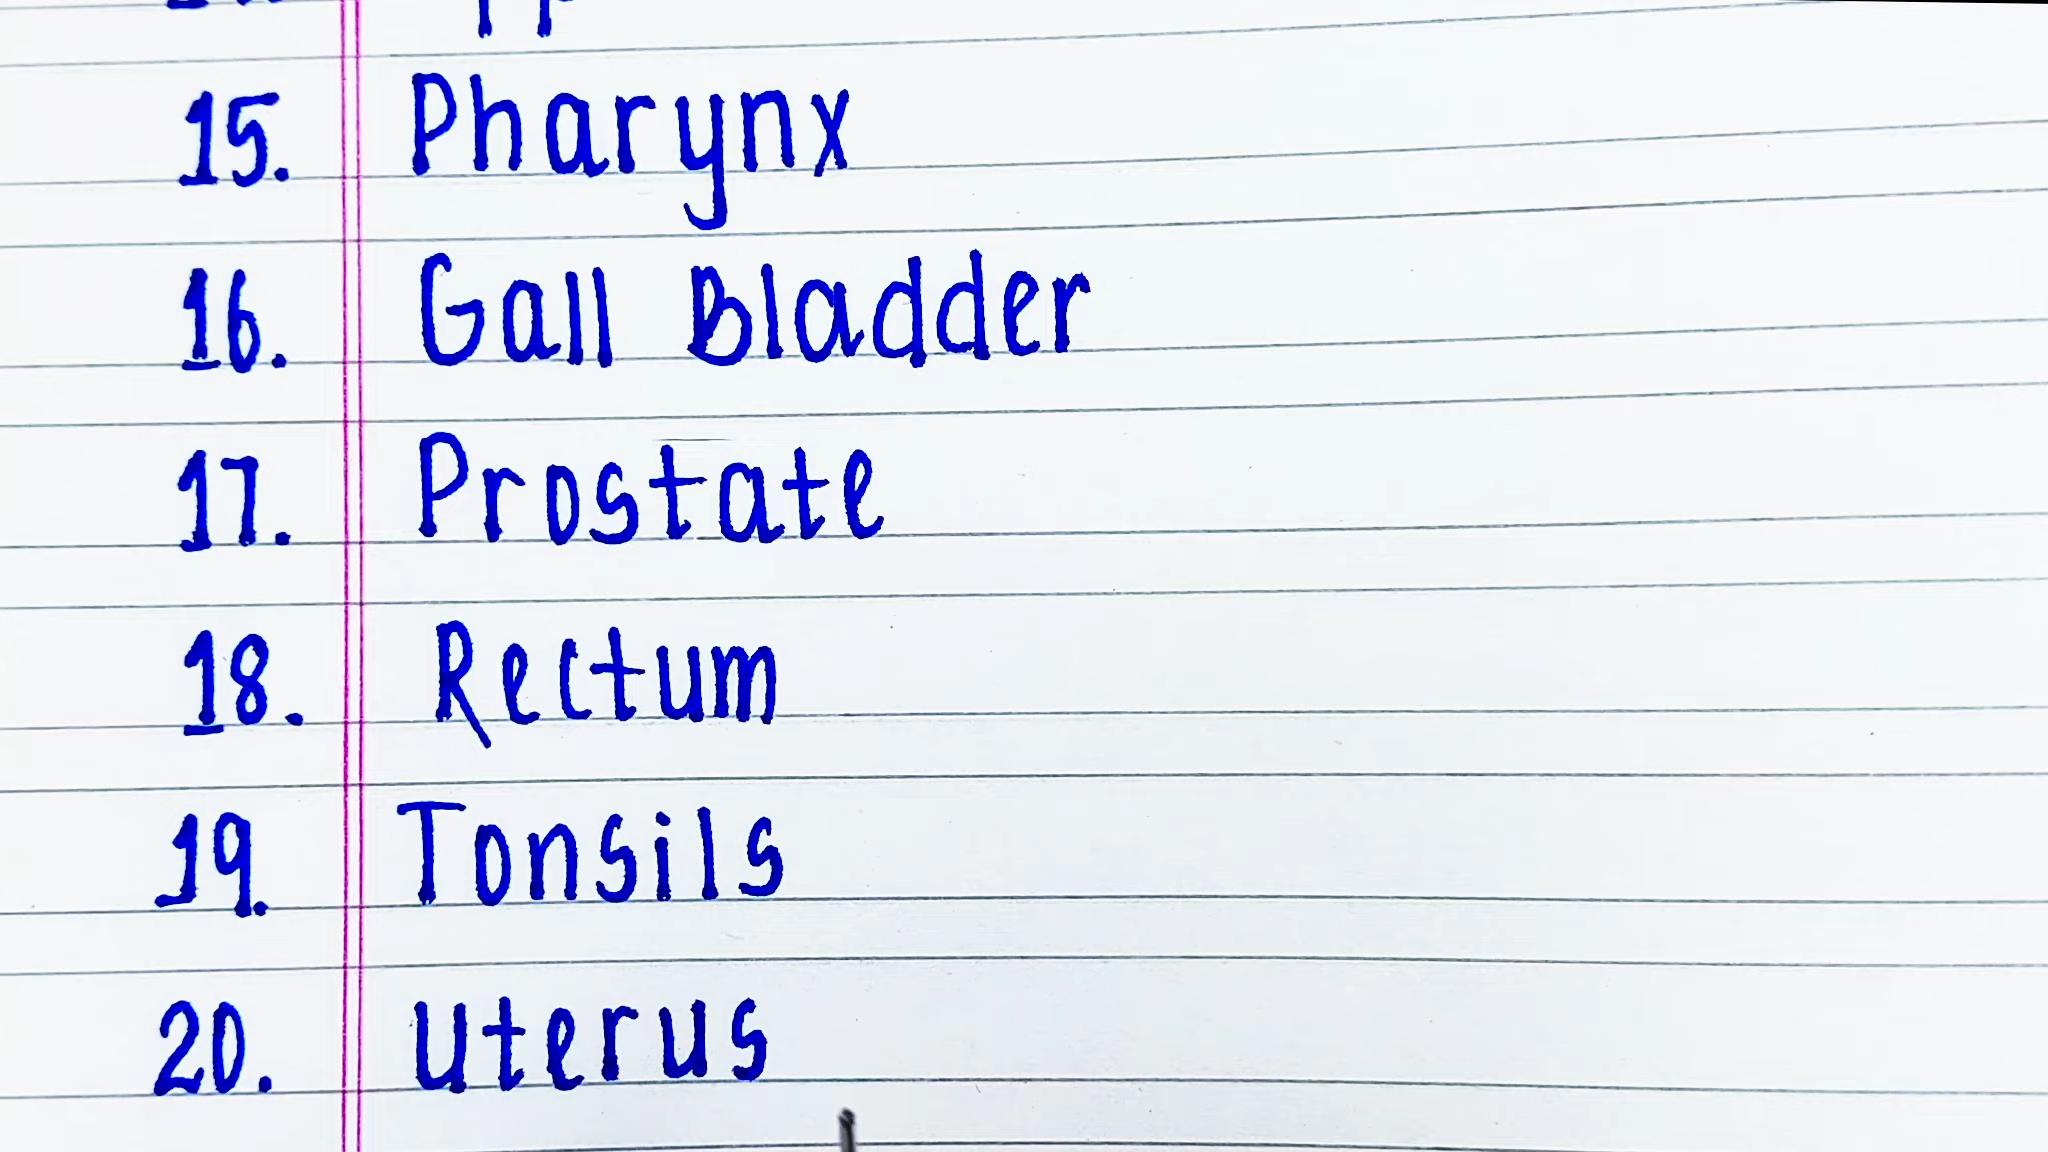 15. Pharynx
16. Gall Bladder
17. Prostate
18. Rectum
19. Tonsils
20. Uterus